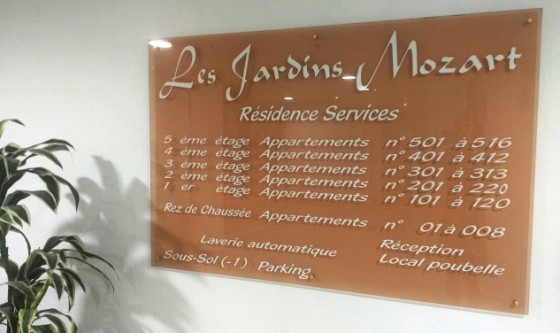 Les Jardins Mozart
Résidence Services
5 ème étage Appartements n° 501 à 516
4 ème étage Appartements n° 401 à 412
3 ème étage Appartements n° 301 à 313
2 ème étage Appartements n° 201 à 220
1 er étage Appartements n° 101 à 120
Rez de Chaussée Appartements n° 01 à 008
Laverie automatique Réception
Sous-Sol (-1) Parking Local poubelle